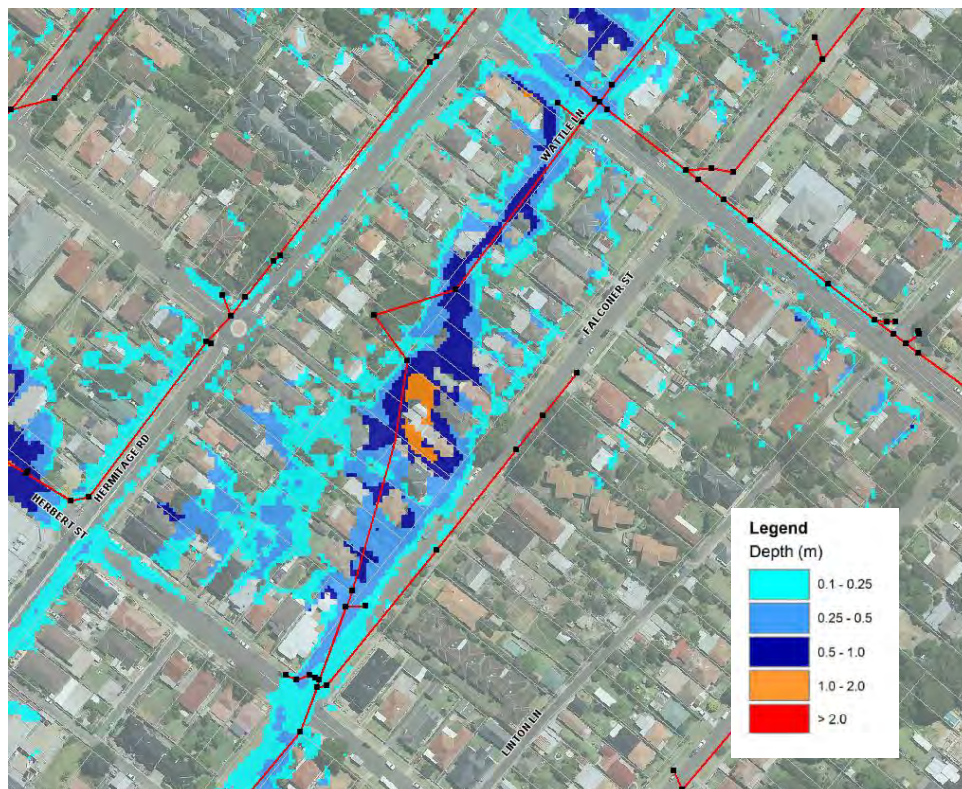 WATTLE LN
FALCONER ST
HERMITAGE RD
HERBERT ST
LINTON LN
Legend
Depth (m)
0.1 - 0.25
0.25 - 0.5
0.5 - 1.0
1.0 - 2.0
> 2.0